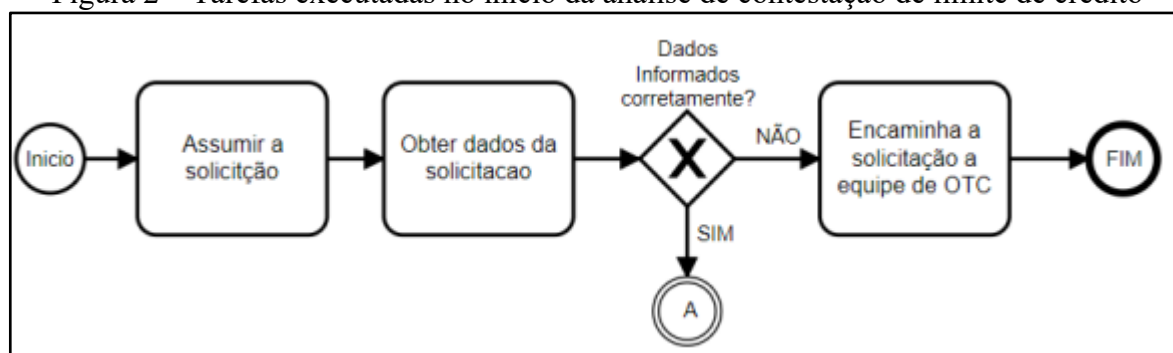 Figura 2 – Tarefas executadas no início da análise de contestação de limite de crédito
Inicio
Assumir a
solicitção
Obter dados da
solicitacao
Dados
Informados
corretamente?
NÃO
SIM
A
Encaminha a
solicitação a
equipe de OTC
FIM